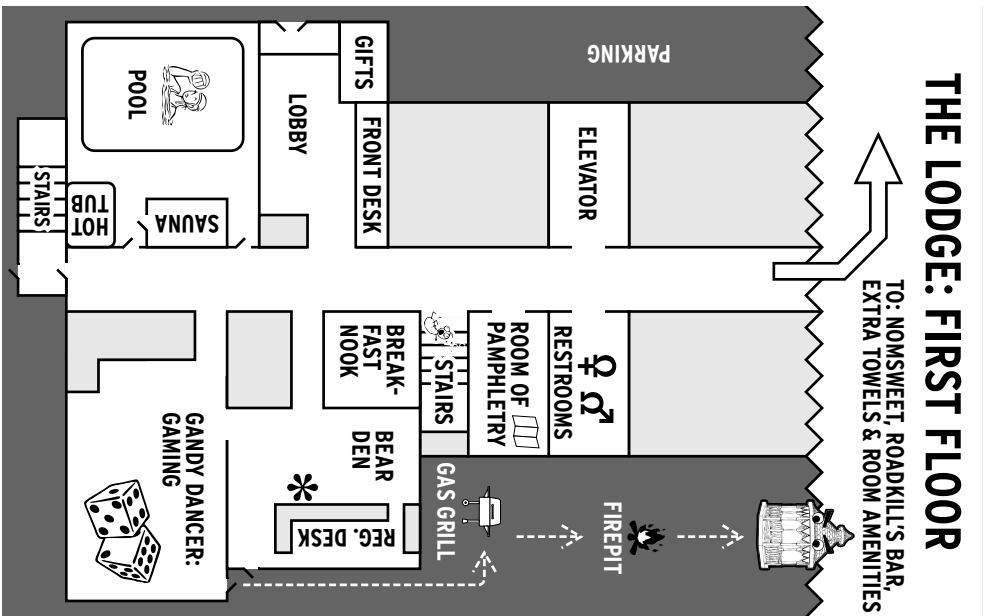 THE LODGE: FIRST FLOOR
TO: NOMSWEET, ROADKILL'S BAR,
EXTRA TOWELS & ROOM AMENITIES
PARKING
GIFTS
POOL
LOBBY
FRONT DESK
ELEVATOR
STAIRS
HOT
TUB
SAUNA
BREAK-
FAST
NOOK
STAIRS
ROOM OF
PAMPHLETRY
RESTROOMS
GANDY DANCER:
GAMING
BEAR
DEN
*
REG. DESK
GAS GRILL
FIREPIT